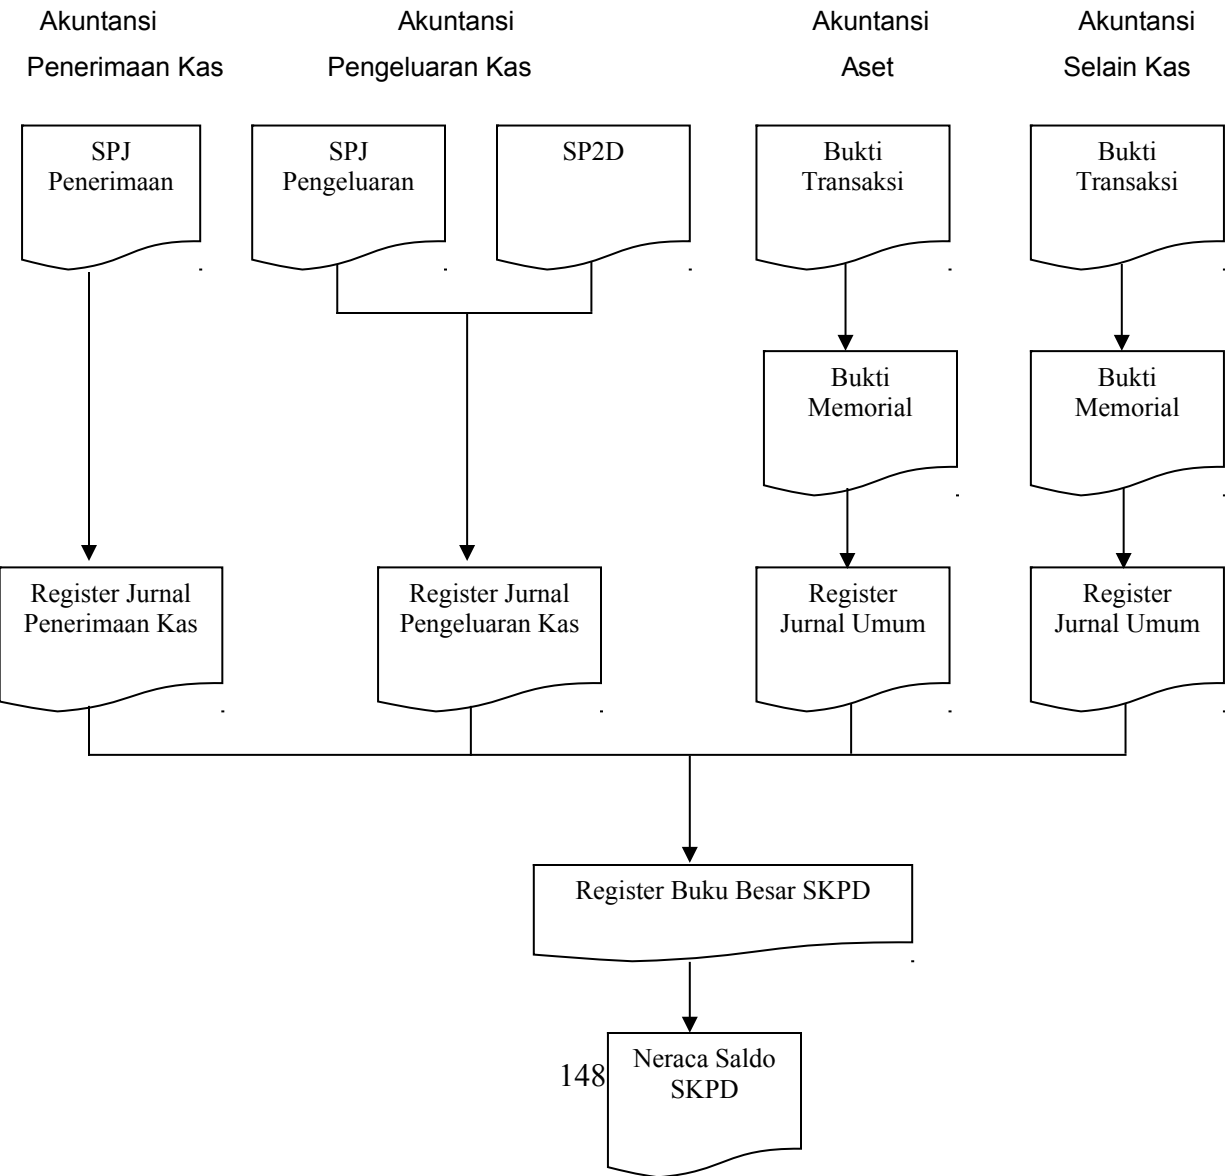 Akuntansi
Penerimaan Kas
Akuntansi
Pengeluaran Kas
Akuntansi
Aset
Akuntansi
Selain Kas
SPJ
Penerimaan
SPJ
Pengeluaran
SP2D
Bukti
Transaksi
Bukti
Transaksi
Bukti
Memorial
Bukti
Memorial
Register Jurnal
Penerimaan Kas
Register Jurnal
Pengeluaran Kas
Register
Jurnal Umum
Register
Jurnal Umum
Register Buku Besar SKPD
Neraca Saldo
SKPD
148